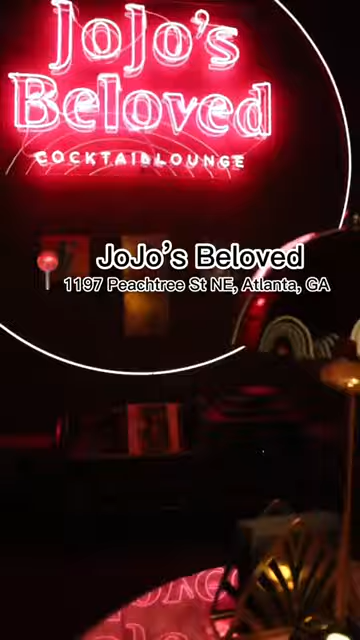 JoJo's
Beloved
COCKTAIL LOUNGE
JoJo's Beloved
1197 Peachtree St NE, Atlanta, GA